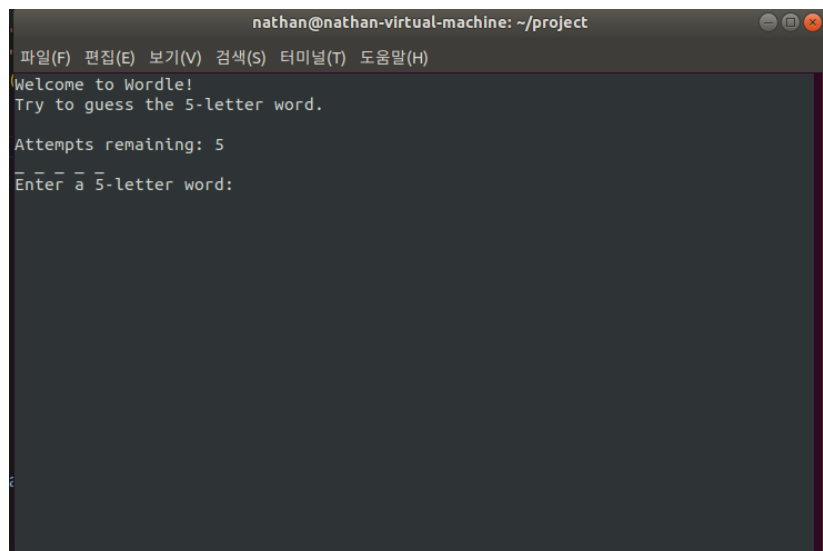 nathan@nathan-virtual-machine: ~/project
파일(F) 편집(E) 보기(V) 검색(S) 터미널(T) 도움말(H)
Welcome to Wordle!
Try to guess the 5-letter word.
Attempts remaining: 5
_ _ _ _ _
Enter a 5-letter word: